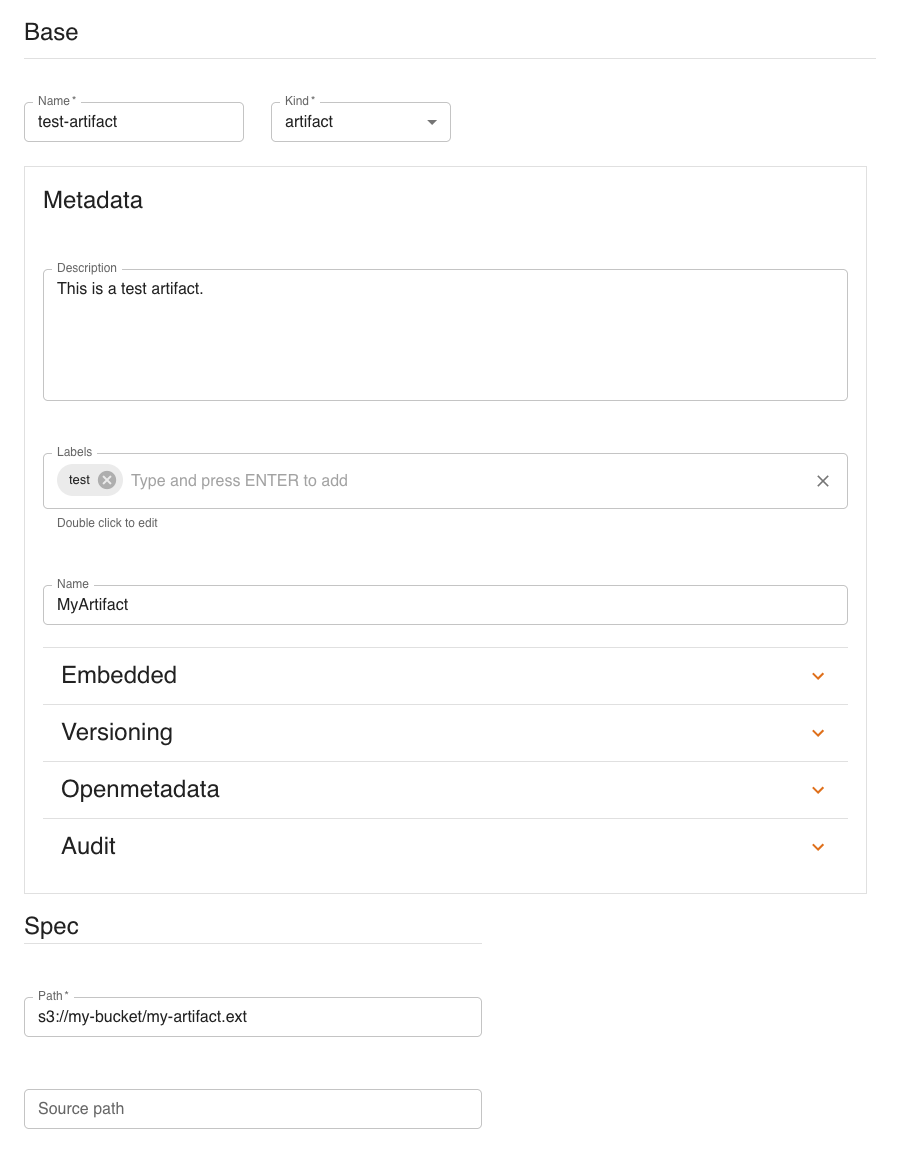 Base
Name *
Kind *
test-artifact
artifact
Metadata
Description
This is a test artifact.
Labels
test
Type and press ENTER to add
Double click to edit
Name
MyArtifact
Embedded
Versioning
Openmetadata
Audit
Spec
Path *
s3://my-bucket/my-artifact.ext
Source path